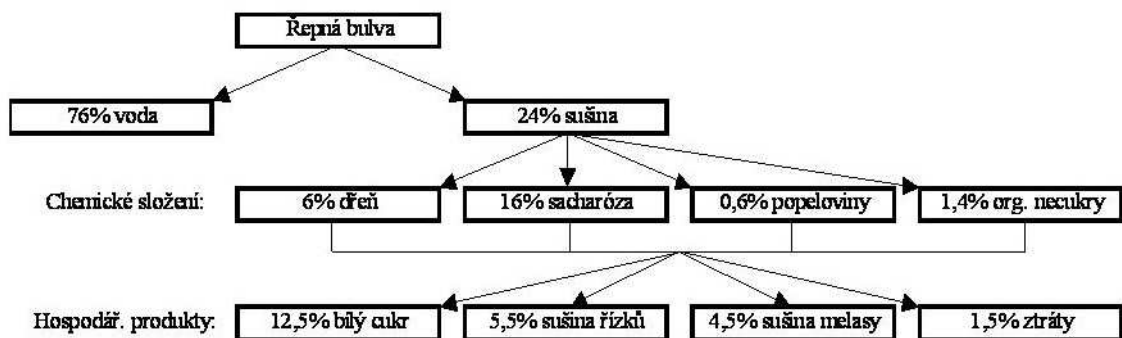 Řepná bulva
76% voda
24% sušina
Chemické složení:
6% dřeň
16% sacharóza
0,6% popeloviny
1,4% org. necukry
Hospodář. produkty:
12,5% bílý cukr
5,5% sušina řízků
4,5% sušina melasy
1,5% ztráty